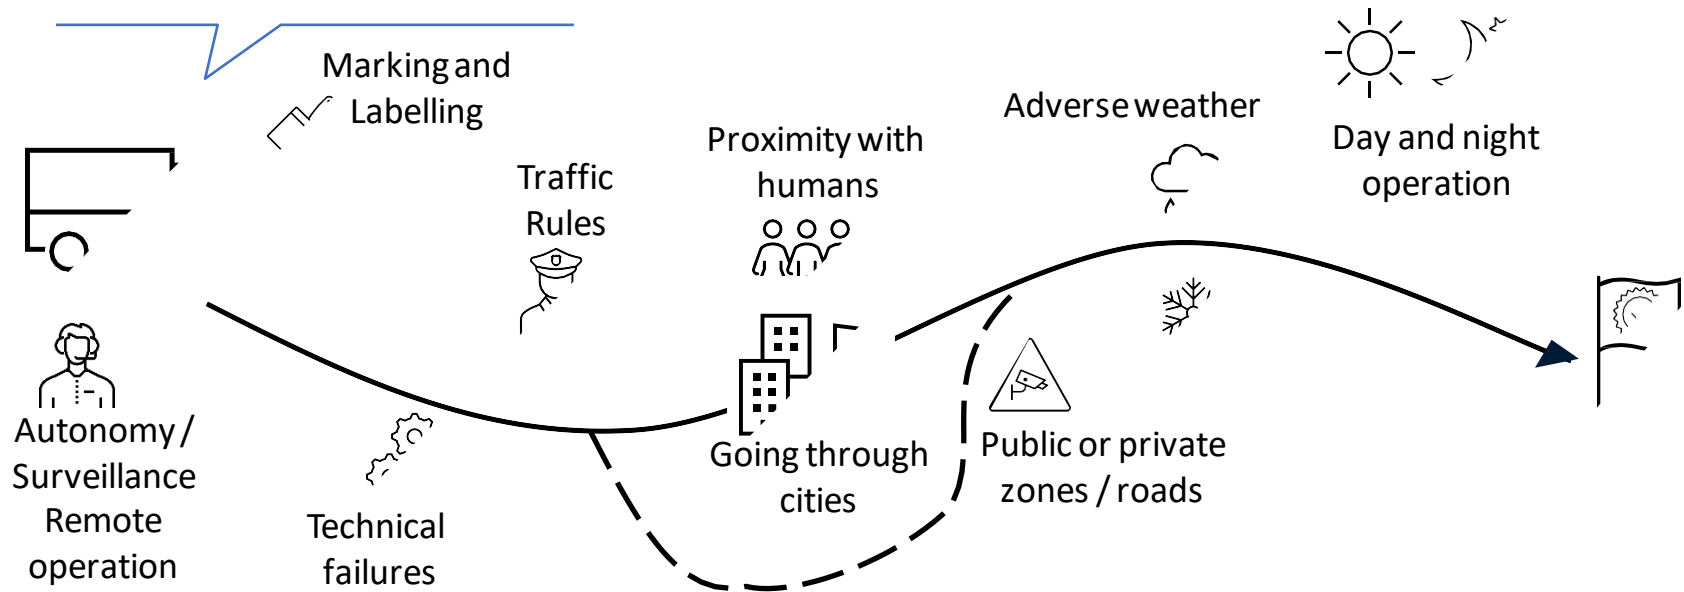 Marking and
Labelling
Traffic
Rules
Proximity with
humans
Adverse weather
Day and night
operation
Autonomy /
Surveillance
Remote
operation
Technical
failures
Going through
cities
Public or private
zones / roads